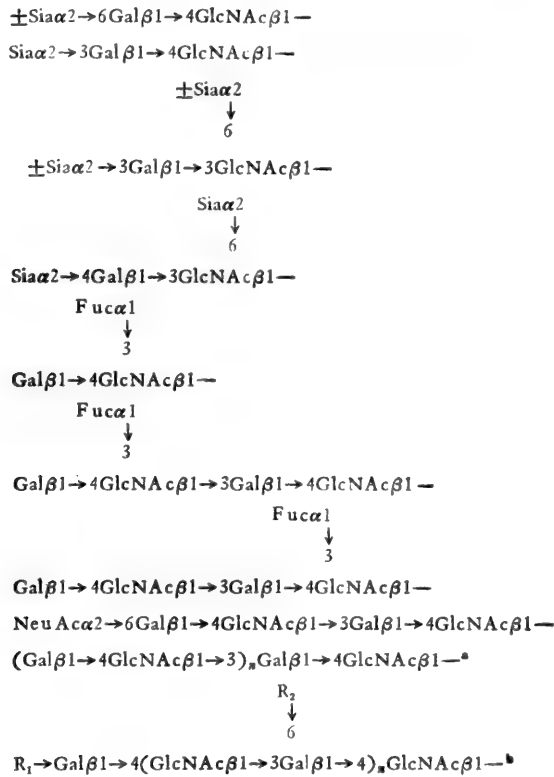 ±Siaα2→6Galβ1→4GlcNAcβ1—
Siaα2→3Galβ1→4GlcNAcβ1—
±Siaα2
↓
6
±Siaα2→3Galβ1→3GlcNAcβ1—
Siaα2
↓
6
Siaα2→4Galβ1→3GlcNAcβ1—
Fucα1
↓
3
Galβ1→4GlcNAcβ1—
Fucα1
↓
3
Galβ1→4GlcNAcβ1→3Galβ1→4GlcNAcβ1—
Fucα1
↓
3
Galβ1→4GlcNAcβ1→3Galβ1→4GlcNAcβ1—
NeuAcα2→6Galβ1→4GlcNAcβ1→3Galβ1→4GlcNAcβ1—
(Galβ1→4GlcNAcβ1→3)ₙGalβ1→4GlcNAcβ1—ᵃ
R₂
↓
6
R₁→Galβ1→4(GlcNAcβ1→3Galβ1→4)ₙGlcNAcβ1—ᵇ